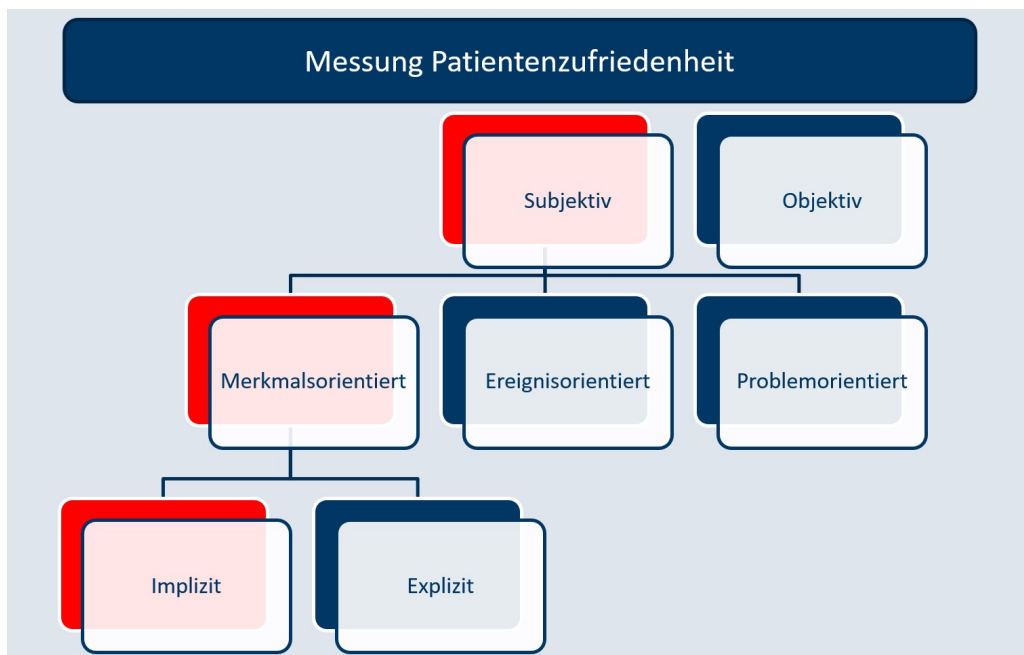 Messung Patientenzufriedenheit
Subjektiv
Objektiv
Merkmalsorientiert
Ereignisorientiert
Problemorientiert
Implizit
Explizit